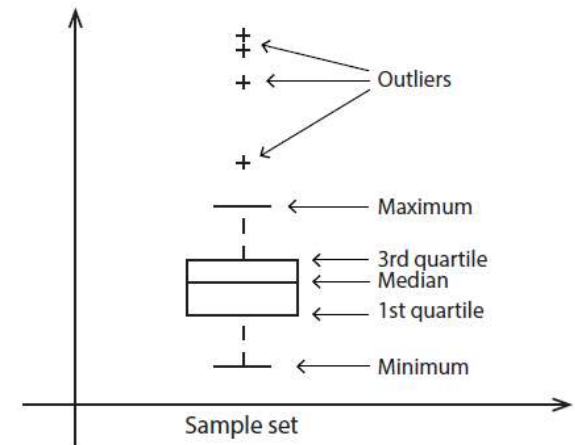 Outliers
Maximum
3rd quartile
Median
1st quartile
Minimum
Sample set